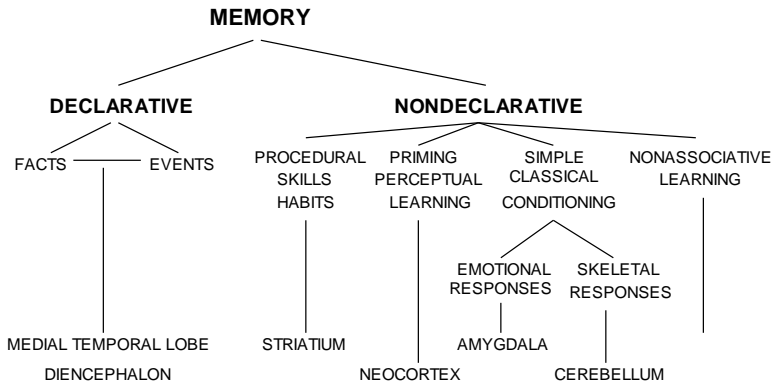 MEMORY
DECLARATIVE
NONDECLARATIVE
FACTS
EVENTS
PROCEDURAL
SKILLS
HABITS
PRIMING
PERCEPTUAL
LEARNING
SIMPLE
CLASSICAL
CONDITIONING
NONASSOCIATIVE
LEARNING
EMOTIONAL
RESPONSES
SKELETAL
RESPONSES
MEDIAL TEMPORAL LOBE
DIENCEPHALON
STRIATIUM
NEOCORTEX
AMYGDALA
CEREBELLUM